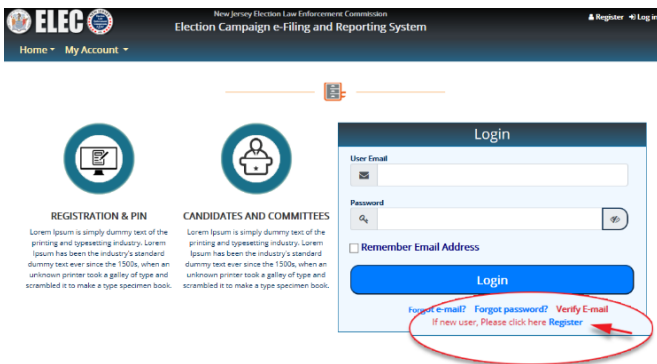 ELEC
New Jersey Election Law Enforcement Commission
Election Campaign e-Filing and Reporting System
Register Log in
Home My Account
Login
User Email
Password
Remember Email Address
Login
Forgot e-mail? Forgot password? Verify E-mail
If new user, Please click here Register
REGISTRATION & PIN
Lorem Ipsum is simply dummy text of the
printing and typesetting industry. Lorem
Ipsum has been the industry's standard
dummy text ever since the 1500s, when an
unknown printer took a galley of type and
scrambled it to make a type specimen book.
CANDIDATES AND COMMITTEES
Lorem Ipsum is simply dummy text of the
printing and typesetting industry. Lorem
Ipsum has been the industry's standard
dummy text ever since the 1500s, when an
unknown printer took a galley of type and
scrambled it to make a type specimen book.